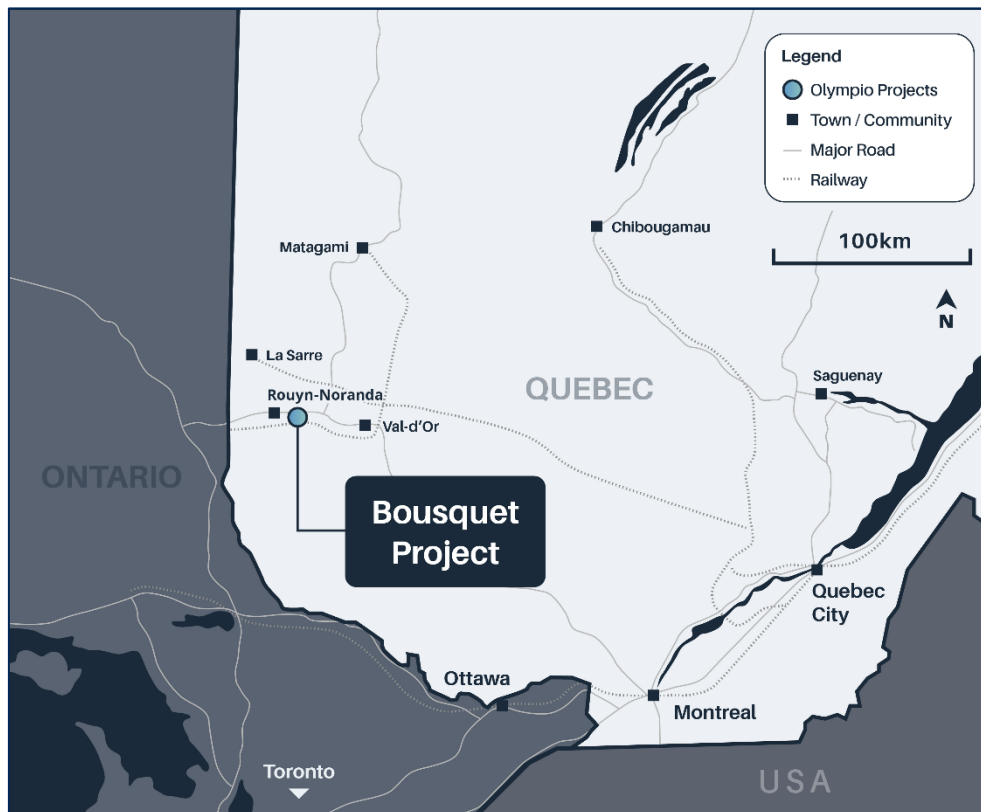 Legend
Olympio Projects
Town / Community
Major Road
Railway
100km
N
Chibougamau
Matagami
La Sarre
Rouyn-Noranda
Val-d'Or
QUEBEC
Saguenay
ONTARIO
Bousquet
Project
Quebec
City
Ottawa
Montreal
Toronto
USA